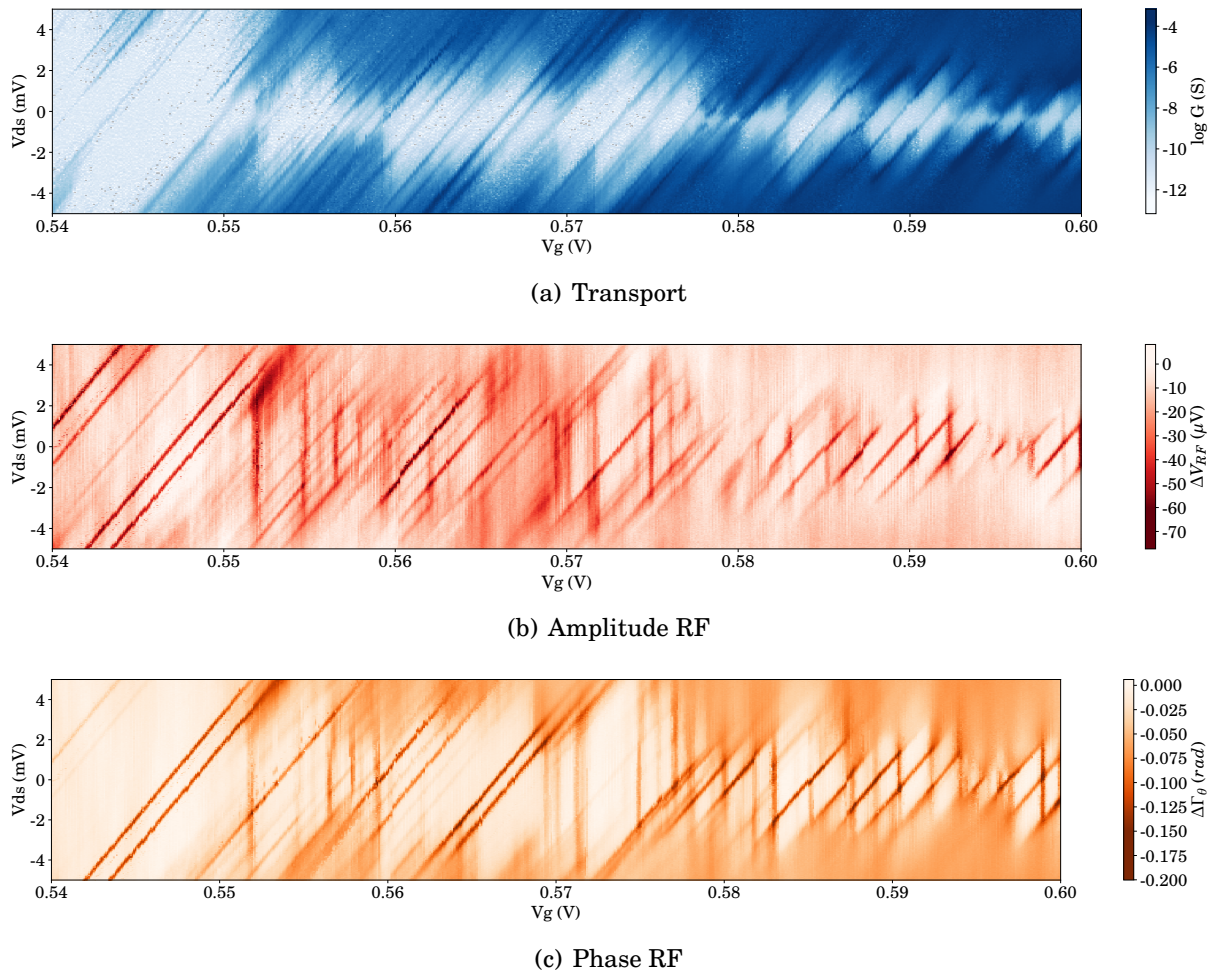 4
2
0
-2
-4
Vds (mV)
0.54 0.55 0.56 0.57 0.58 0.59 0.60
Vg (V)
-4
-6
-8
-10
-12
log G (S)
(a) Transport
4
2
0
-2
-4
Vds (mV)
0.54 0.55 0.56 0.57 0.58 0.59 0.60
Vg (V)
0
-10
-20
-30
-40
-50
-60
-70
ΔV_RF (μV)
(b) Amplitude RF
4
2
0
-2
-4
Vds (mV)
0.54 0.55 0.56 0.57 0.58 0.59 0.60
Vg (V)
0.000
-0.025
-0.050
-0.075
-0.100
-0.125
-0.150
-0.175
-0.200
ΔΓ_θ (rad)
(c) Phase RF